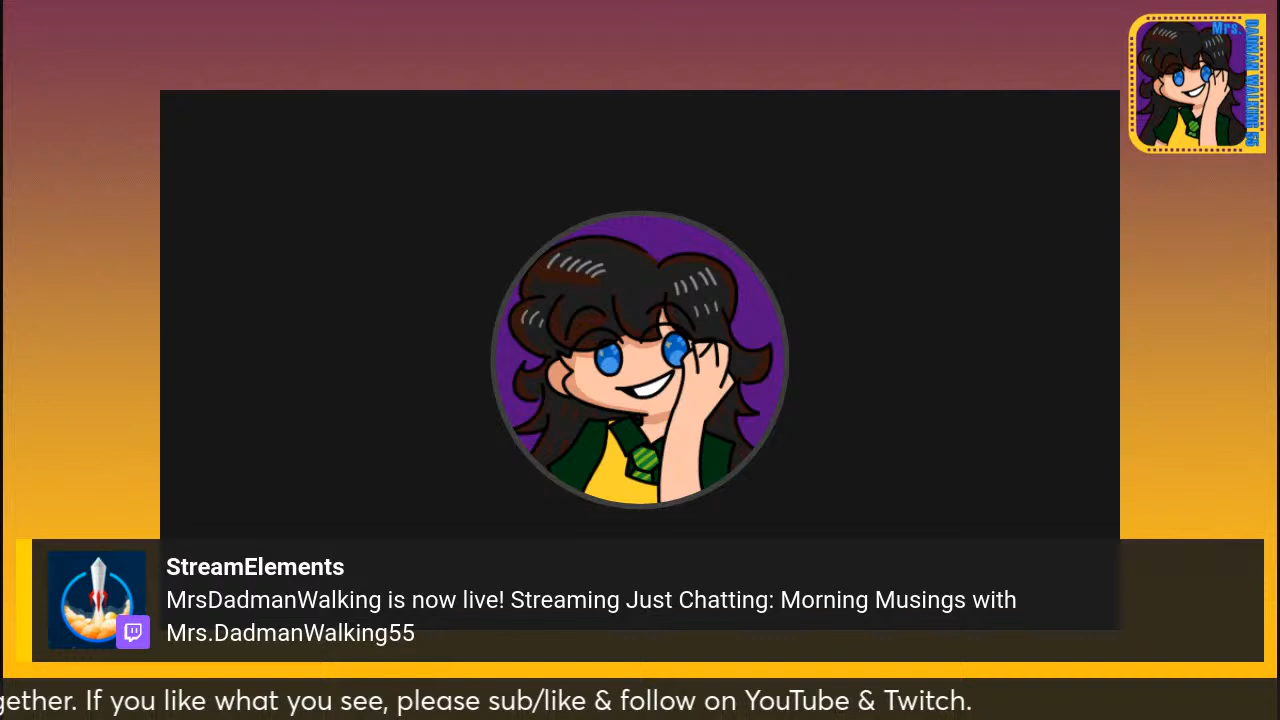 Mrs.
DADMAN WALKING 55
StreamElements
MrsDadmanWalking is now live! Streaming Just Chatting: Morning Musings with
Mrs.DadmanWalking55
gether. If you like what you see, please sub/like & follow on YouTube & Twitch.